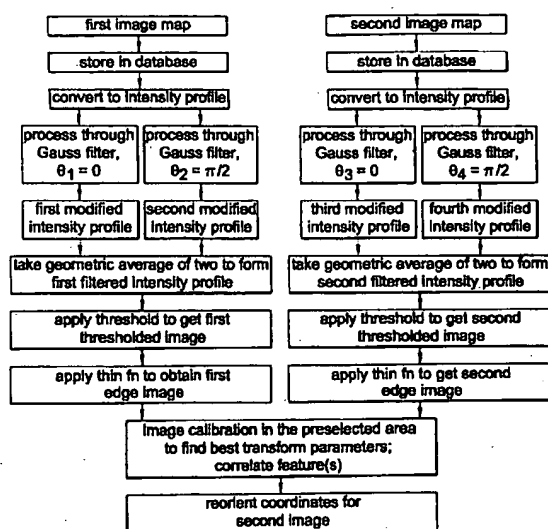 first image map
store in database
convert to intensity profile
process through
Gauss filter,
θ1 = 0
process through
Gauss filter,
θ2 = π/2
first modified
intensity profile
second modified
intensity profile
take geometric average of two to form
first filtered intensity profile
apply threshold to get first
thresholded image
apply thin fn to obtain first
edge image
second image map
store in database
convert to intensity profile
process through
Gauss filter,
θ3 = 0
process through
Gauss filter,
θ4 = π/2
third modified
intensity profile
fourth modified
intensity profile
take geometric average of two to form
second filtered intensity profile
apply threshold to get second
thresholded image
apply thin fn to get second
edge image
image calibration in the preselected area
to find best transform parameters;
correlate feature(s)
reorient coordinates for
second image